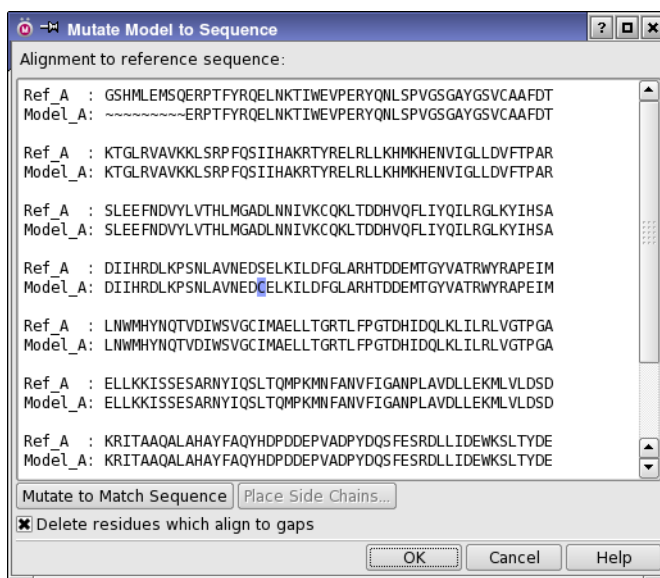 Mutate Model to Sequence
Alignment to reference sequence:
Ref_A : GSHMLEMSQERPTFYRQELNKTIWEVPERYQNLSPVGSGAYGSVCAAFDT
Model_A: ~~~~~~~~~ERPTFYRQELNKTIWEVPERYQNLSPVGSGAYGSVCAAFDT
Ref_A : KTGLRVAVKKLSRPFQSIIHAKRTYRELRLLKHMKHENVIGLLDVFTPAR
Model_A: KTGLRVAVKKLSRPFQSIIHAKRTYRELRLLKHMKHENVIGLLDVFTPAR
Ref_A : SLEEFNDVYLVTHLMGADLNNIVKCQKLTDDHVQFLIYQILRGLKYIHSA
Model_A: SLEEFNDVYLVTHLMGADLNNIVKCQKLTDDHVQFLIYQILRGLKYIHSA
Ref_A : DIIHRDLKPSNLAVNEDSELKILDFGLARHTDDEMTGYVATRWYRAPEIM
Model_A: DIIHRDLKPSNLAVNEDCELKILDFGLARHTDDEMTGYVATRWYRAPEIM
Ref_A : LNWMHYNQTVDIWSVGCIMAELLTGRTLFPGTDHIDQLKLILRLVGTPGA
Model_A: LNWMHYNQTVDIWSVGCIMAELLTGRTLFPGTDHIDQLKLILRLVGTPGA
Ref_A : ELLKKISSESARNYIQSLTQMPKMNFANVFIGANPLAVDLLEKMLVLDSD
Model_A: ELLKKISSESARNYIQSLTQMPKMNFANVFIGANPLAVDLLEKMLVLDSD
Ref_A : KRITAAQALAHAYFAQYHDPDDEPVADPYDQSFESRDLLIDEWKSLTYDE
Model_A: KRITAAQALAHAYFAQYHDPDDEPVADPYDQSFESRDLLIDEWKSLTYDE
Mutate to Match Sequence Place Side Chains...
Delete residues which align to gaps
OK Cancel Help